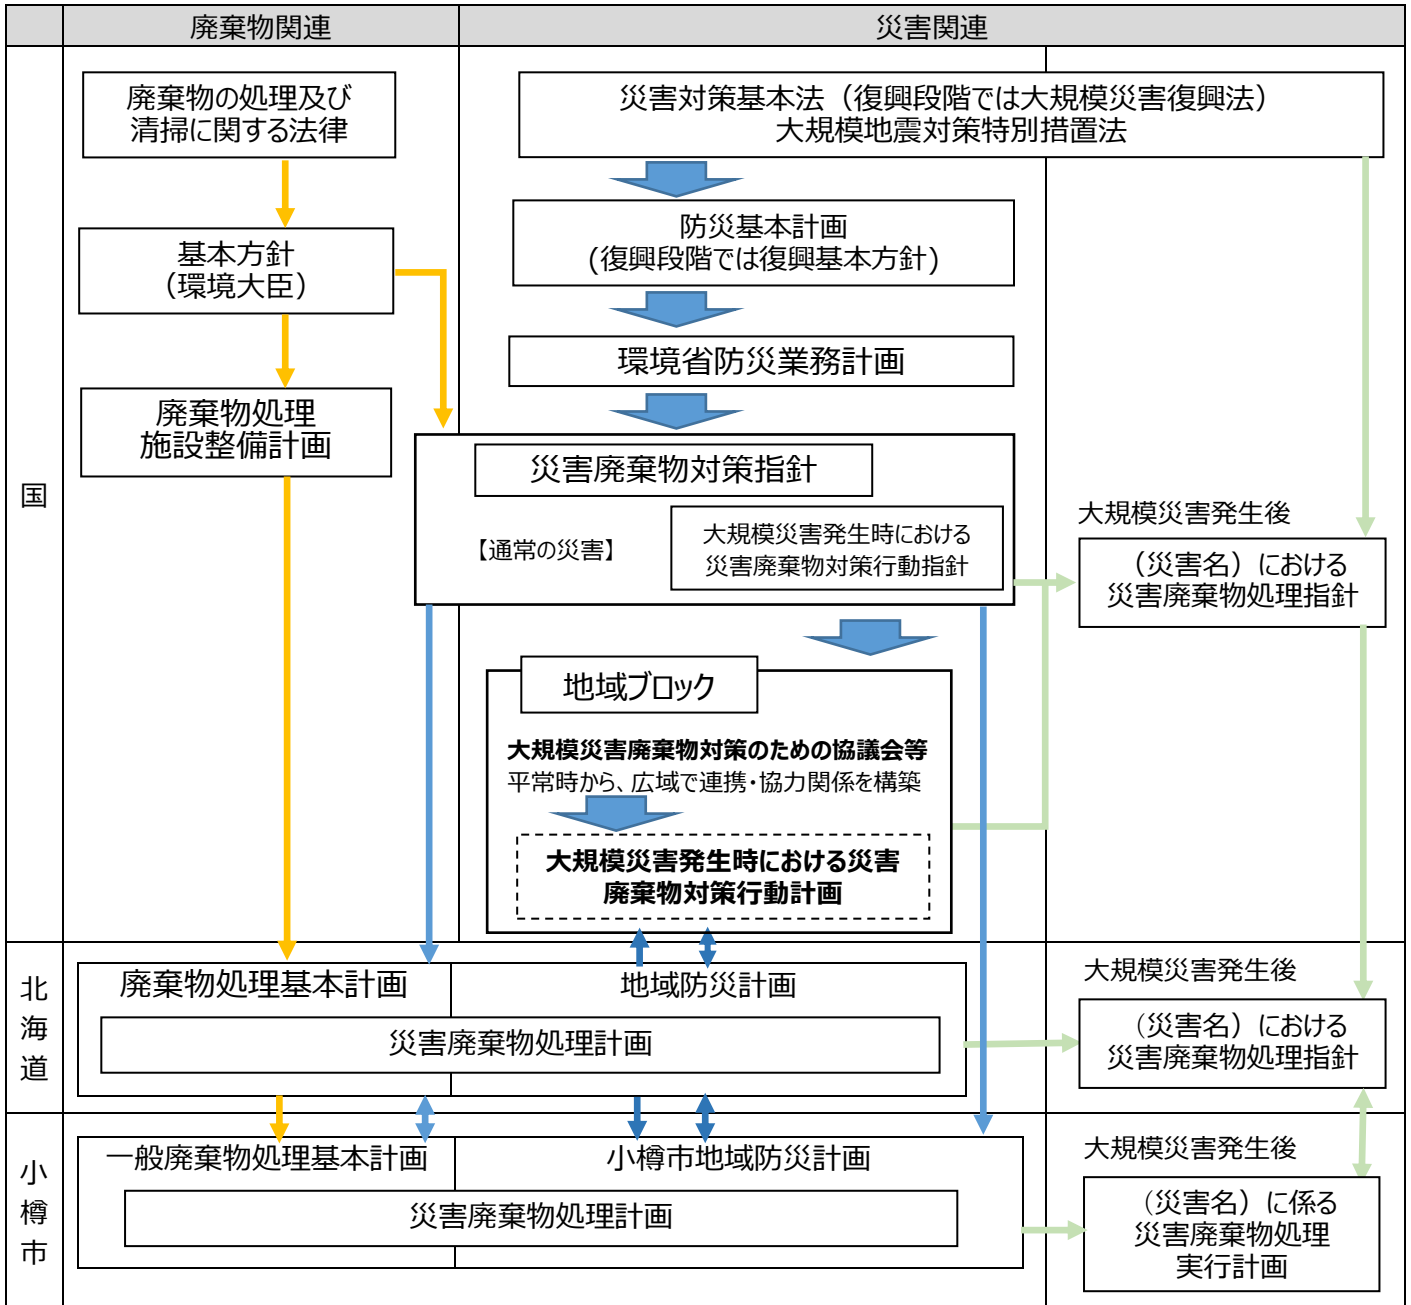 廃棄物関連
災害関連
国
廃棄物の処理及び
清掃に関する法律
基本方針
（環境大臣）
廃棄物処理
施設整備計画
災害対策基本法（復興段階では大規模災害復興法）
大規模地震対策特別措置法
防災基本計画
(復興段階では復興基本方針)
環境省防災業務計画
災害廃棄物対策指針
【通常の災害】
大規模災害発生時における
災害廃棄物対策行動指針
大規模災害発生後
（災害名）における
災害廃棄物処理指針
地域ブロック
大規模災害廃棄物対策のための協議会等
平常時から、広域で連携・協力関係を構築
大規模災害発生時における災害
廃棄物対策行動計画
北
海
道
廃棄物処理基本計画
地域防災計画
災害廃棄物処理計画
大規模災害発生後
（災害名）における
災害廃棄物処理指針
小
樽
市
一般廃棄物処理基本計画
小樽市地域防災計画
災害廃棄物処理計画
大規模災害発生後
（災害名）に係る
災害廃棄物処理
実行計画